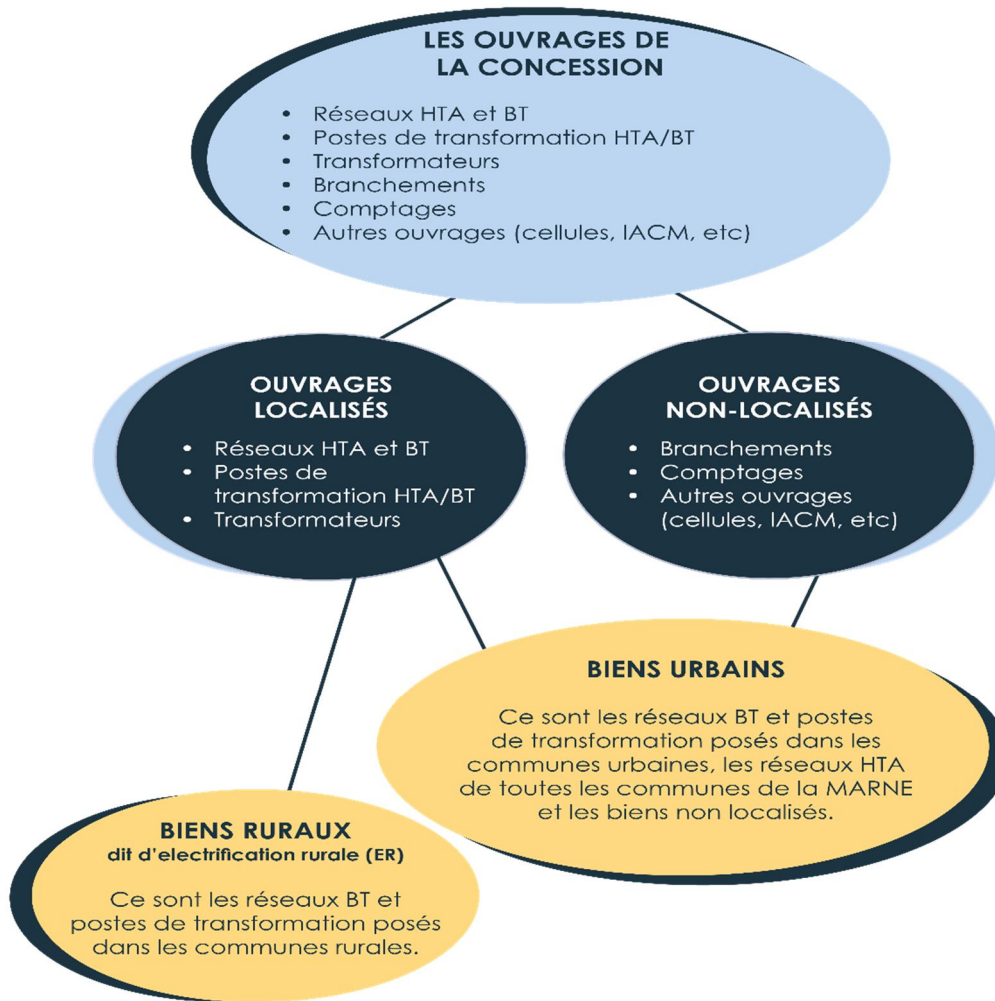 LES OUVRAGES DE
LA CONCESSION
• Réseaux HTA et BT
• Postes de transformation HTA/BT
• Transformateurs
• Branchements
• Comptages
• Autres ouvrages (cellules, IACM, etc)
OUVRAGES
LOCALISÉS
• Réseaux HTA et BT
• Postes de
transformation HTA/BT
• Transformateurs
OUVRAGES
NON-LOCALISÉS
• Branchements
• Comptages
• Autres ouvrages
(cellules, IACM, etc)
BIENS URBAINS
Ce sont les réseaux BT et postes
de transformation posés dans les
communes urbaines, les réseaux HTA
de toutes les communes de la MARNE
et les biens non localisés.
BIENS RURAUX
dit d'electrification rurale (ER)
Ce sont les réseaux BT et
postes de transformation posés
dans les communes rurales.